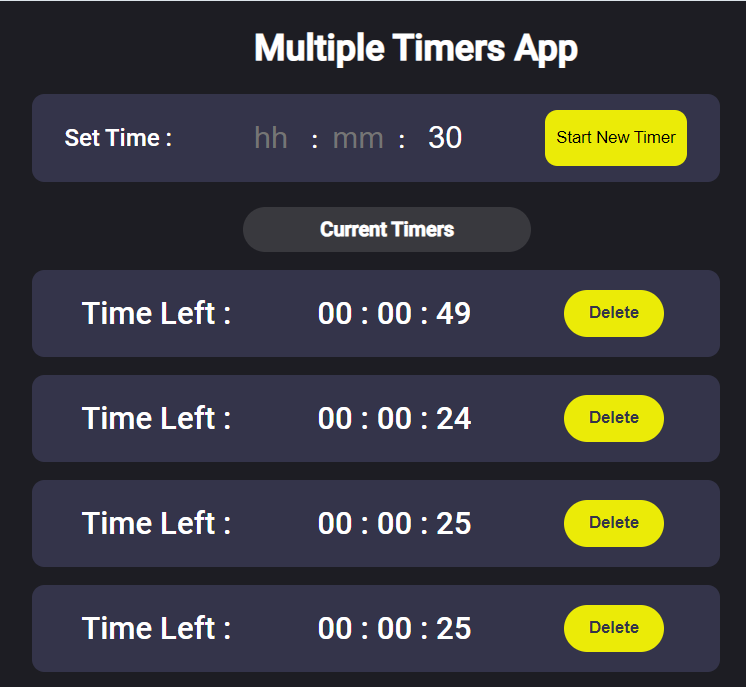 Multiple Timers App
Set Time : hh : mm : 30 Start New Timer
Current Timers
Time Left : 00 : 00 : 49 Delete
Time Left : 00 : 00 : 24 Delete
Time Left : 00 : 00 : 25 Delete
Time Left : 00 : 00 : 25 Delete